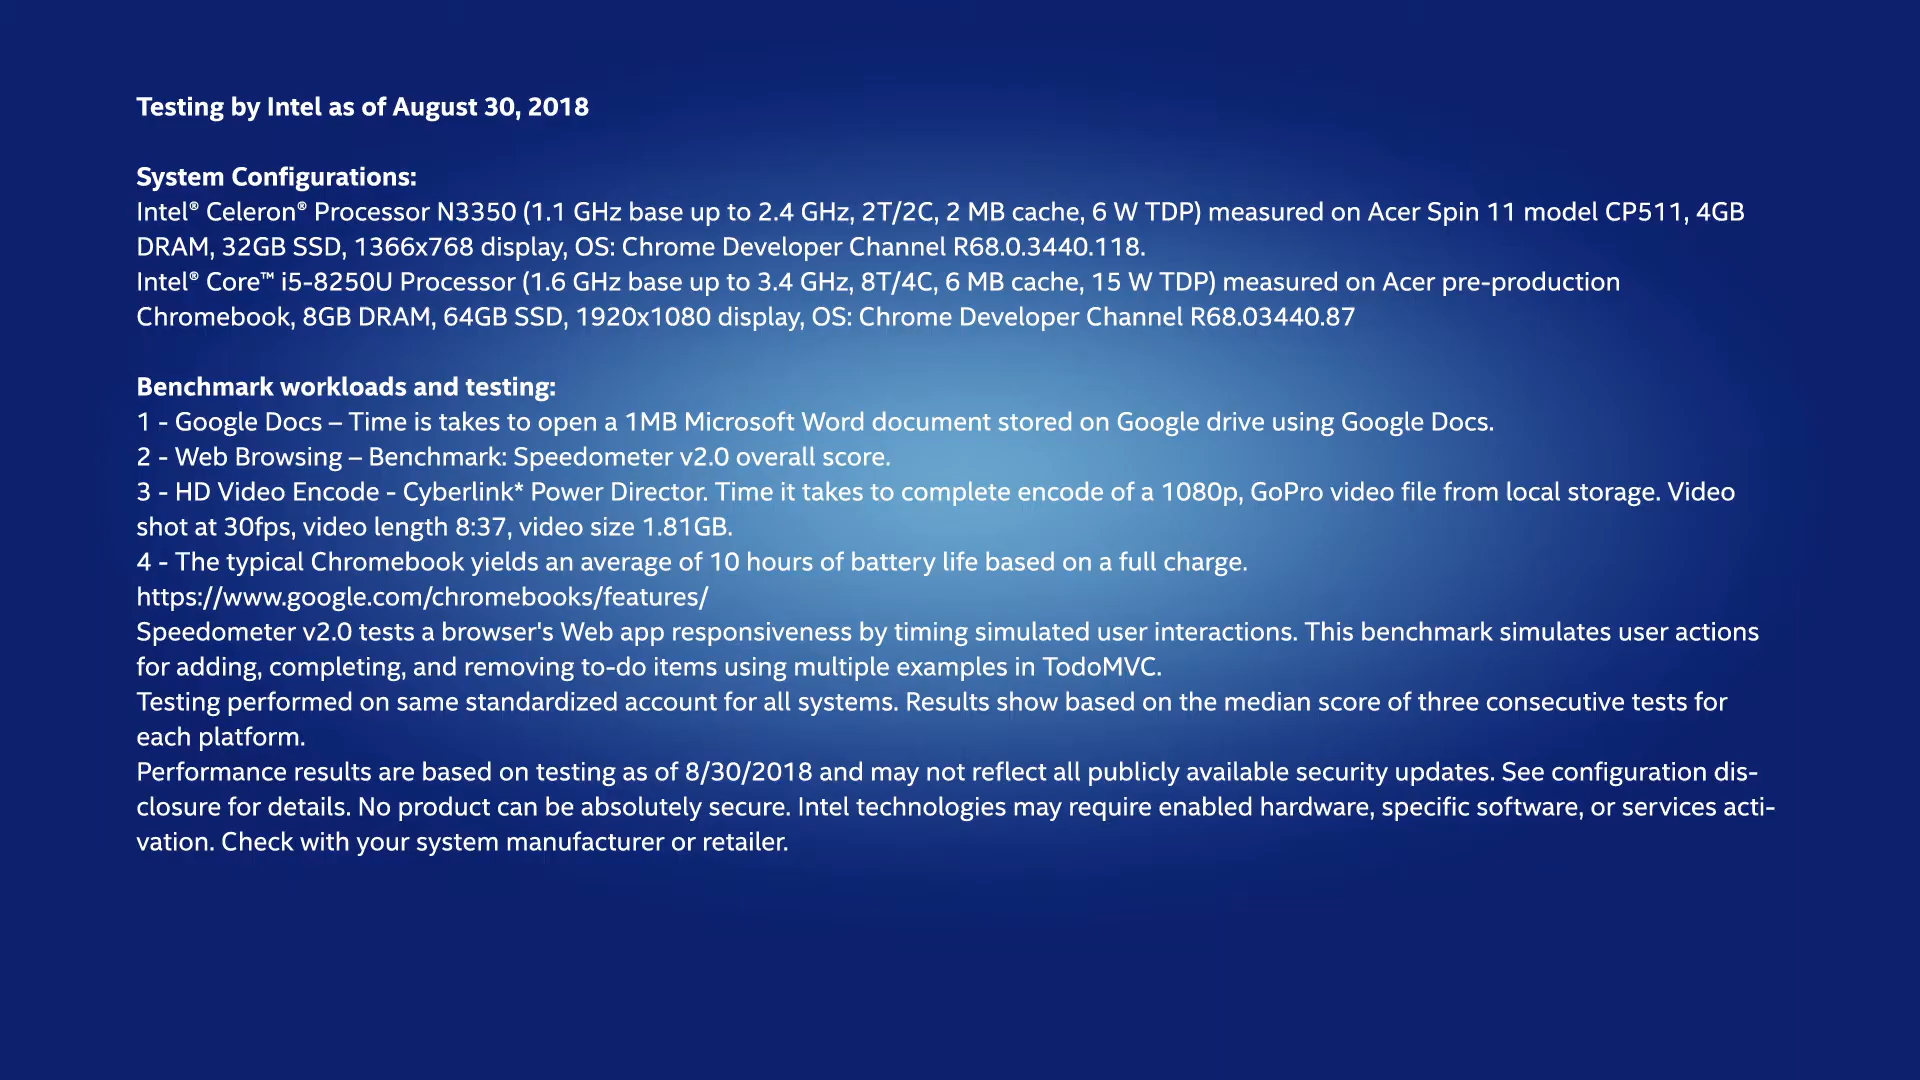 Testing by Intel as of August 30, 2018
System Configurations:
Intel® Celeron® Processor N3350 (1.1 GHz base up to 2.4 GHz, 2T/2C, 2 MB cache, 6 W TDP) measured on Acer Spin 11 model CP511, 4GB
DRAM, 32GB SSD, 1366x768 display, OS: Chrome Developer Channel R68.0.3440.118.
Intel® Core™ i5-8250U Processor (1.6 GHz base up to 3.4 GHz, 8T/4C, 6 MB cache, 15 W TDP) measured on Acer pre-production
Chromebook, 8GB DRAM, 64GB SSD, 1920x1080 display, OS: Chrome Developer Channel R68.03440.87
Benchmark workloads and testing:
1 - Google Docs – Time is takes to open a 1MB Microsoft Word document stored on Google drive using Google Docs.
2 - Web Browsing – Benchmark: Speedometer v2.0 overall score.
3 - HD Video Encode - Cyberlink* Power Director. Time it takes to complete encode of a 1080p, GoPro video file from local storage. Video
shot at 30fps, video length 8:37, video size 1.81GB.
4 - The typical Chromebook yields an average of 10 hours of battery life based on a full charge.
https://www.google.com/chromebooks/features/
Speedometer v2.0 tests a browser's Web app responsiveness by timing simulated user interactions. This benchmark simulates user actions
for adding, completing, and removing to-do items using multiple examples in TodoMVC.
Testing performed on same standardized account for all systems. Results show based on the median score of three consecutive tests for
each platform.
Performance results are based on testing as of 8/30/2018 and may not reflect all publicly available security updates. See configuration dis-
closure for details. No product can be absolutely secure. Intel technologies may require enabled hardware, specific software, or services acti-
vation. Check with your system manufacturer or retailer.